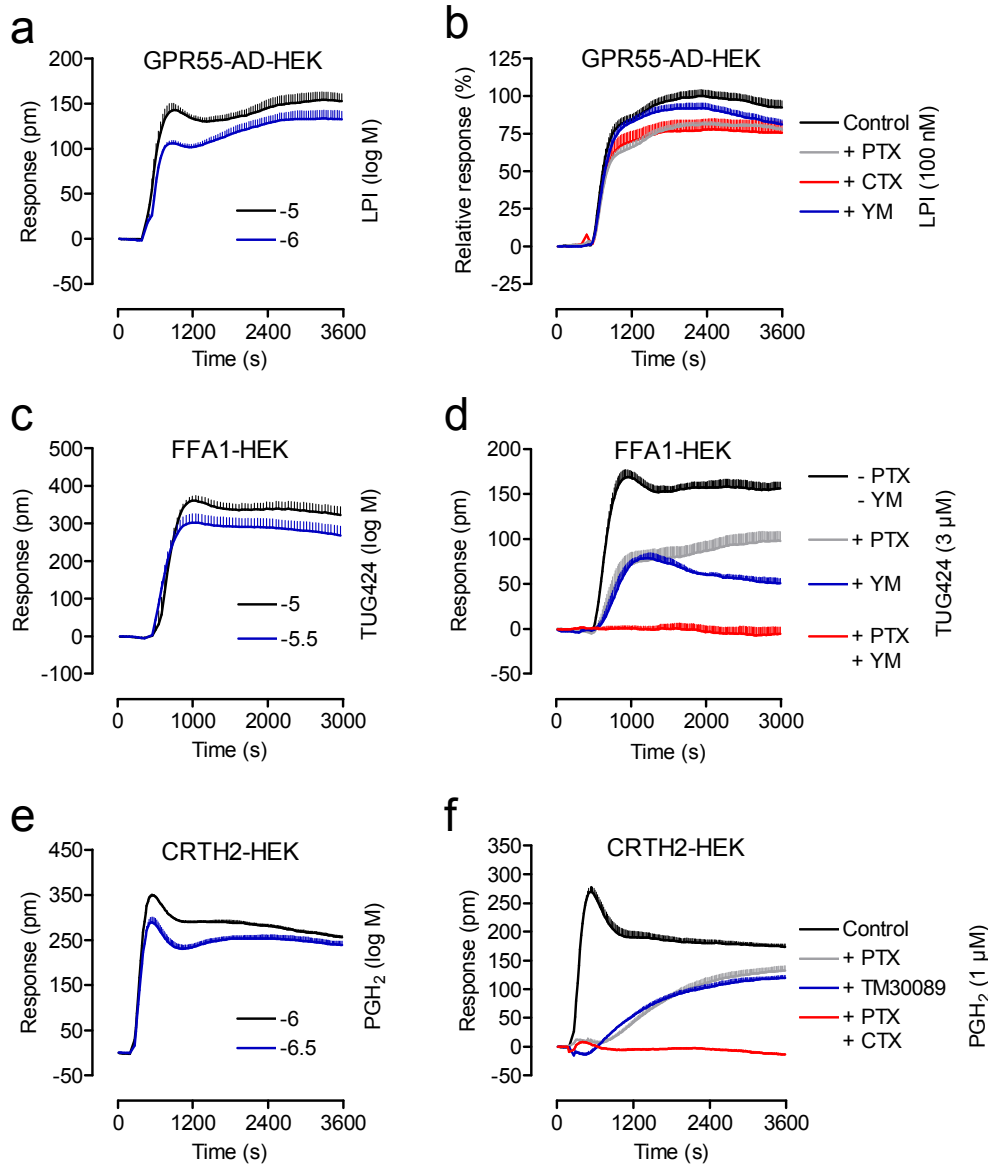 a
GPR55-AD-HEK
200
150
100
50
0
-50
Response (pm)
-5
-6
LPI (log M)
0 1200 2400 3600
Time (s)
b
GPR55-AD-HEK
125
100
75
50
25
0
-25
Relative response (%)
Control
+ PTX
+ CTX
+ YM
LPI (100 nM)
0 1200 2400 3600
Time (s)
c
FFA1-HEK
500
400
300
200
100
0
-100
Response (pm)
-5
-5.5
TUG424 (log M)
0 1000 2000 3000
Time (s)
d
FFA1-HEK
200
150
100
50
0
-50
Response (pm)
- PTX
- YM
+ PTX
+ YM
+ PTX
+ YM
TUG424 (3 µM)
0 1000 2000 3000
Time (s)
e
CRTH2-HEK
450
350
250
150
50
-50
Response (pm)
-6
-6.5
PGH₂ (log M)
0 1200 2400 3600
Time (s)
f
CRTH2-HEK
350
300
250
200
150
100
50
0
-50
Response (pm)
Control
+ PTX
+ TM30089
+ PTX
+ CTX
PGH₂ (1 µM)
0 1200 2400 3600
Time (s)